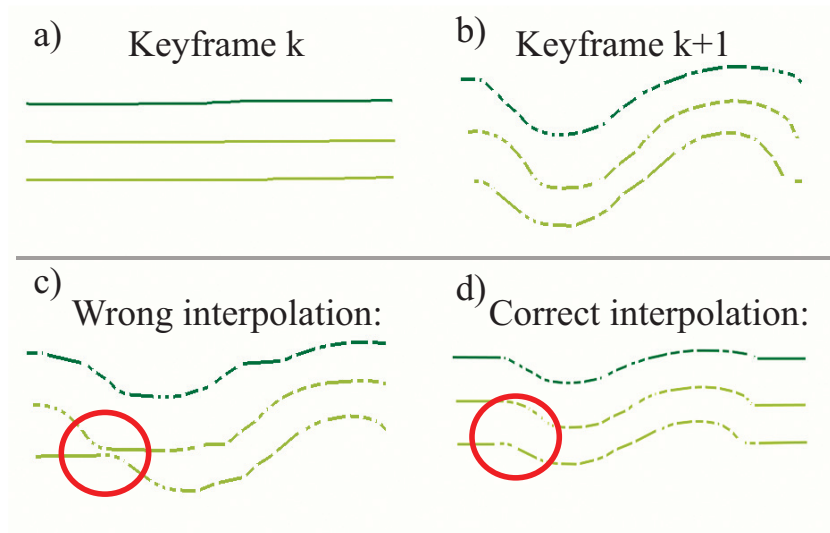 a) Keyframe k
b) Keyframe k+1
c) Wrong interpolation:
d) Correct interpolation: